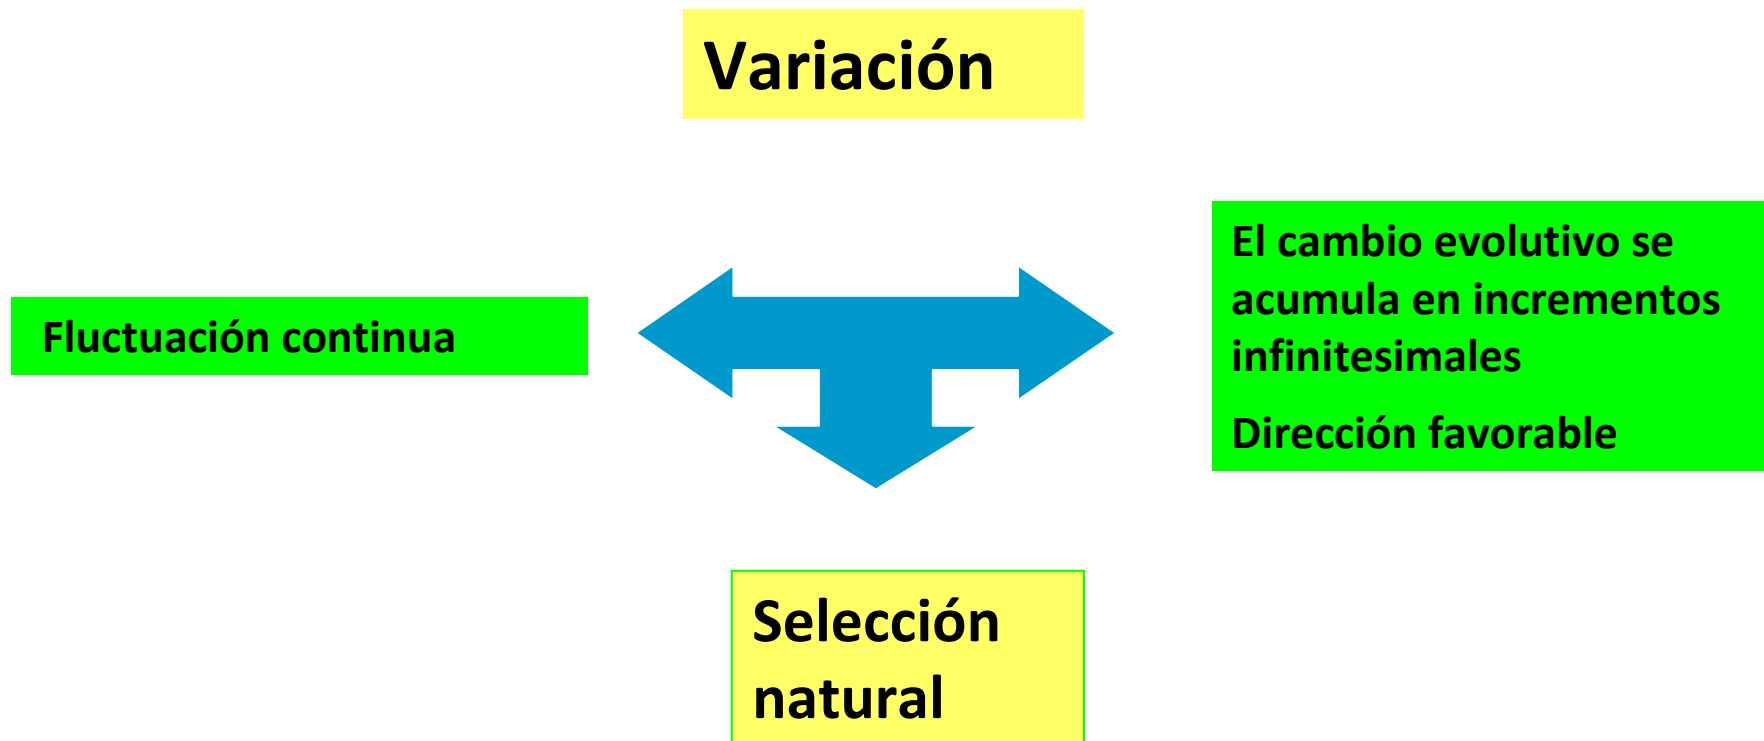 Variación
Fluctuación continua
El cambio evolutivo se
acumula en incrementos
infinitesimales
Dirección favorable
Selección
natural